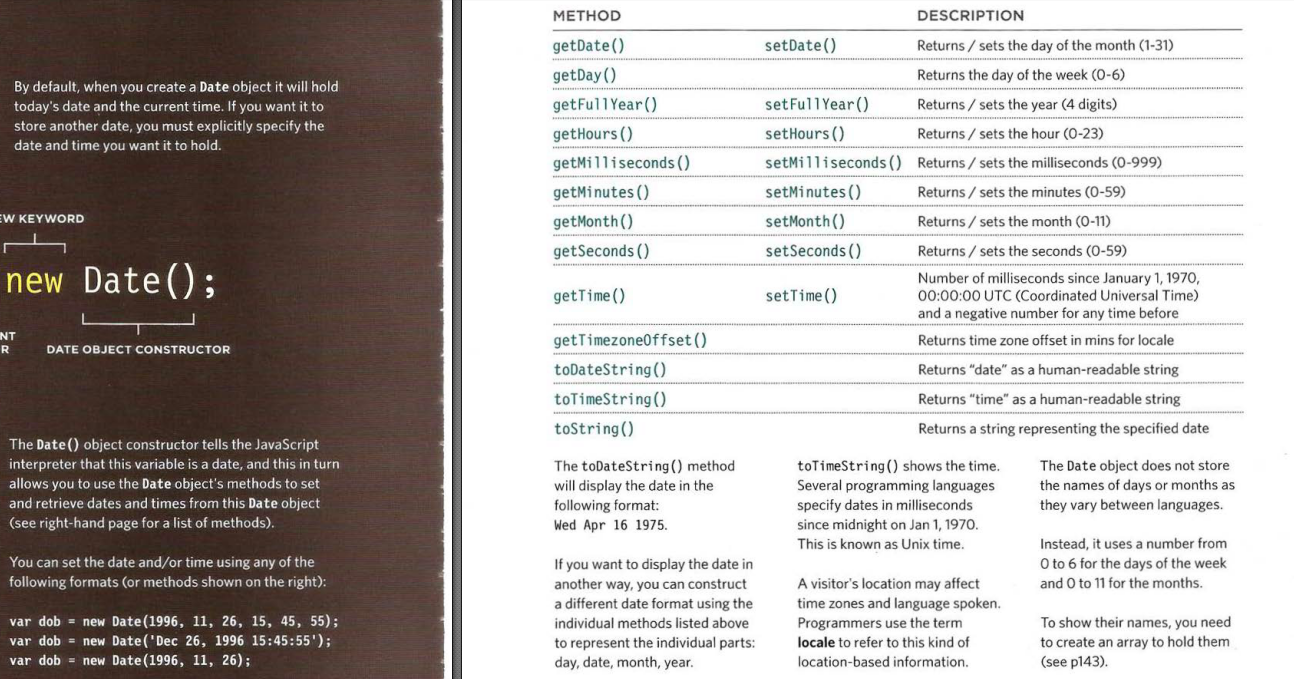 By default, when you create a Date object it will hold
today's date and the current time. If you want it to
store another date, you must explicitly specify the
date and time you want it to hold.
EW KEYWORD
new Date();
NT
R
DATE OBJECT CONSTRUCTOR
The Date() object constructor tells the JavaScript
interpreter that this variable is a date, and this in turn
allows you to use the Date object's methods to set
and retrieve dates and times from this Date object
(see right-hand page for a list of methods).
You can set the date and/or time using any of the
following formats (or methods shown on the right):
var dob = new Date(1996, 11, 26, 15, 45, 55);
var dob = new Date('Dec 26, 1996 15:45:55');
var dob = new Date(1996, 11, 26);
METHOD DESCRIPTION
getDate() setDate() Returns / sets the day of the month (1-31)
getDay() Returns the day of the week (0-6)
getFullYear() setFullYear() Returns / sets the year (4 digits)
getHours() setHours() Returns / sets the hour (0-23)
getMilliseconds() setMilliseconds() Returns / sets the milliseconds (0-999)
getMinutes() setMinutes() Returns / sets the minutes (0-59)
getMonth() setMonth() Returns / sets the month (0-11)
getSeconds() setSeconds() Returns / sets the seconds (0-59)
getTime() setTime() Number of milliseconds since January 1, 1970,
00:00:00 UTC (Coordinated Universal Time)
and a negative number for any time before
getTimezoneOffset() Returns time zone offset in mins for locale
toDateString() Returns "date" as a human-readable string
toTimeString() Returns "time" as a human-readable string
toString() Returns a string representing the specified date
The toDateString() method
will display the date in the
following format:
Wed Apr 16 1975.
If you want to display the date in
another way, you can construct
a different date format using the
individual methods listed above
to represent the individual parts:
day, date, month, year.
toTimeString() shows the time.
Several programming languages
specify dates in milliseconds
since midnight on Jan 1, 1970.
This is known as Unix time.
A visitor's location may affect
time zones and language spoken.
Programmers use the term
locale to refer to this kind of
location-based information.
The Date object does not store
the names of days or months as
they vary between languages.
Instead, it uses a number from
0 to 6 for the days of the week
and 0 to 11 for the months.
To show their names, you need
to create an array to hold them
(see p143).